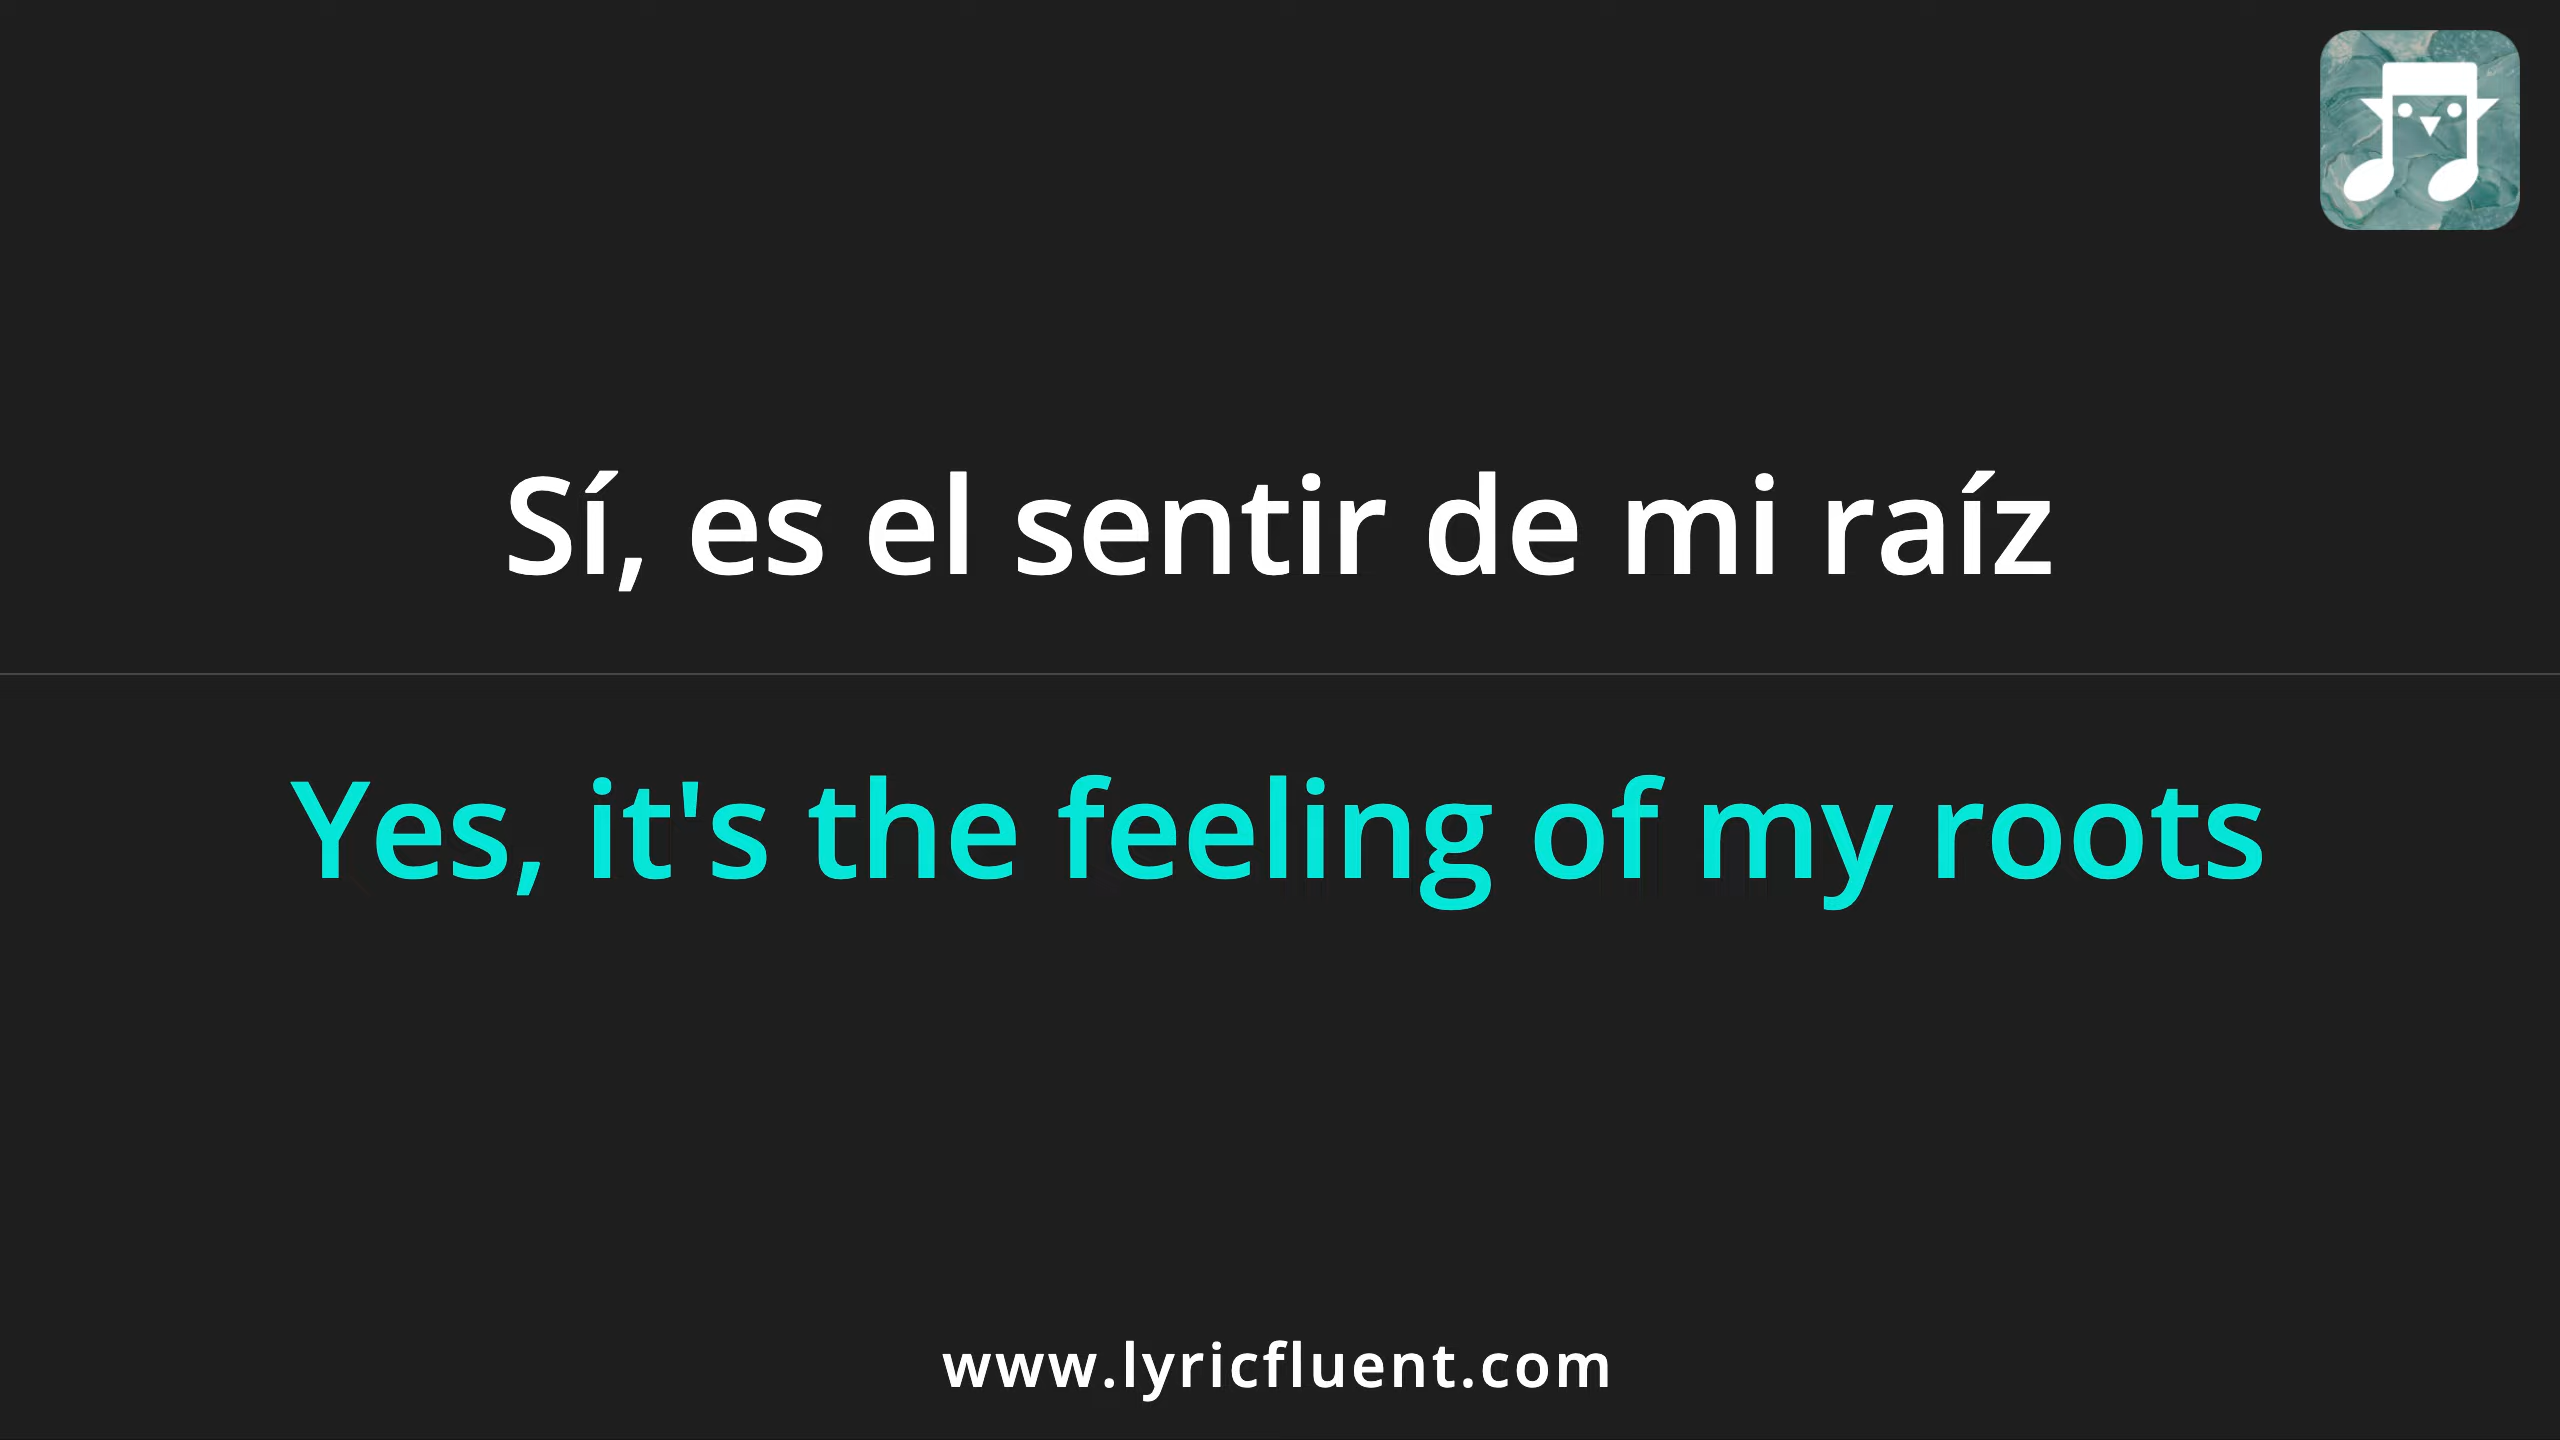 Sí, es el sentir de mi raíz
Yes, it's the feeling of my roots
www.lyricfluent.com